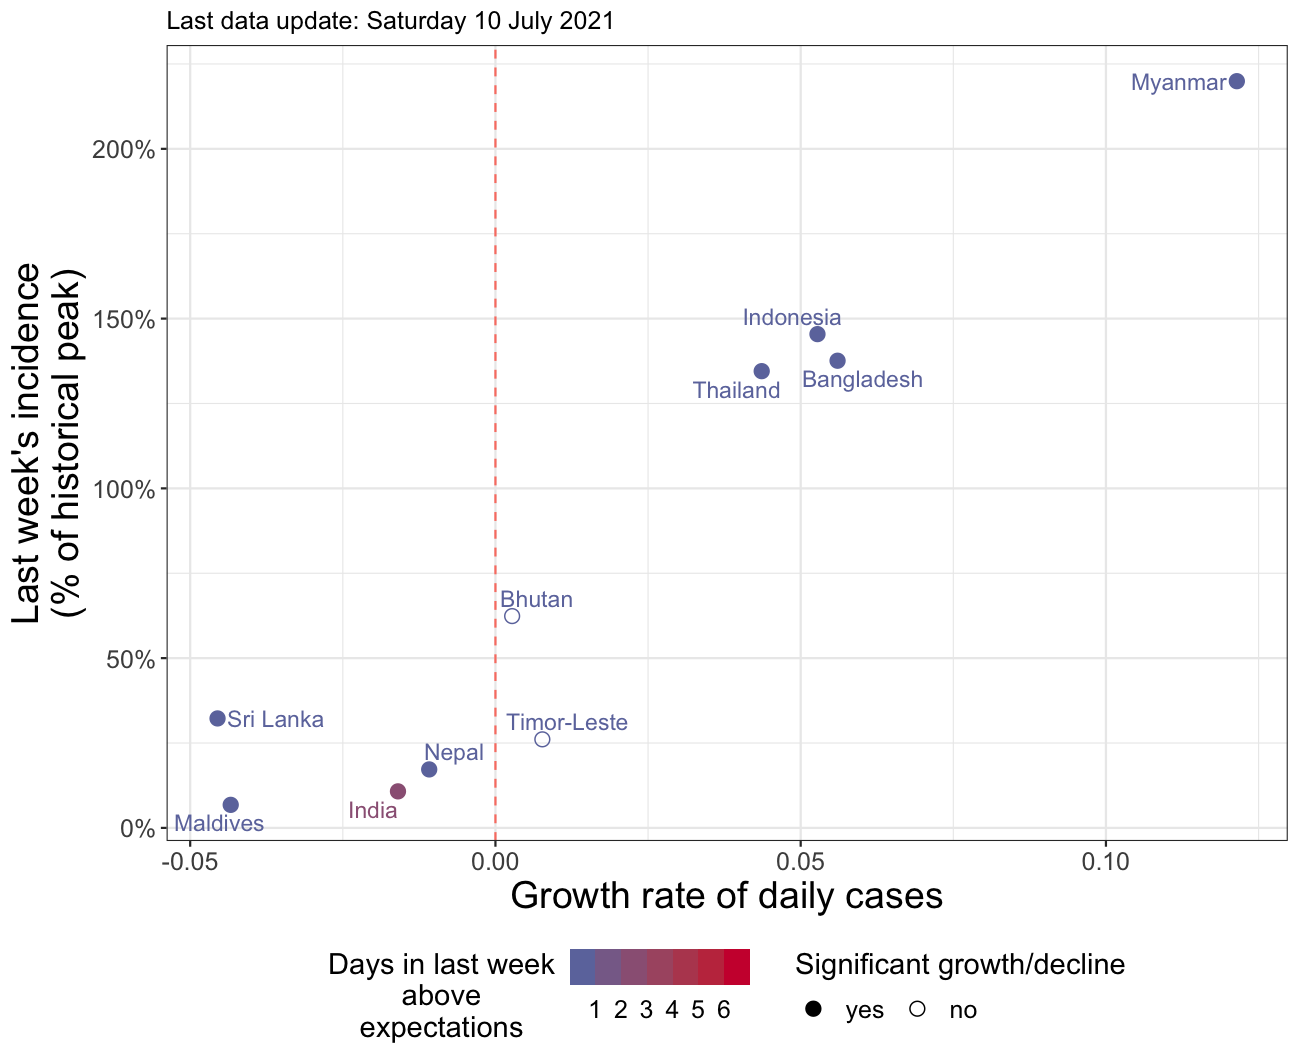 Last data update: Saturday 10 July 2021
Last week's incidence
(% of historical peak)
200%
150%
100%
50%
0%
Myanmar
Indonesia
Bangladesh
Thailand
Bhutan
Sri Lanka
Timor-Leste
Nepal
India
Maldives
-0.05 0.00 0.05 0.10
Growth rate of daily cases
Days in last week
above
expectations
1 2 3 4 5 6
Significant growth/decline
yes no